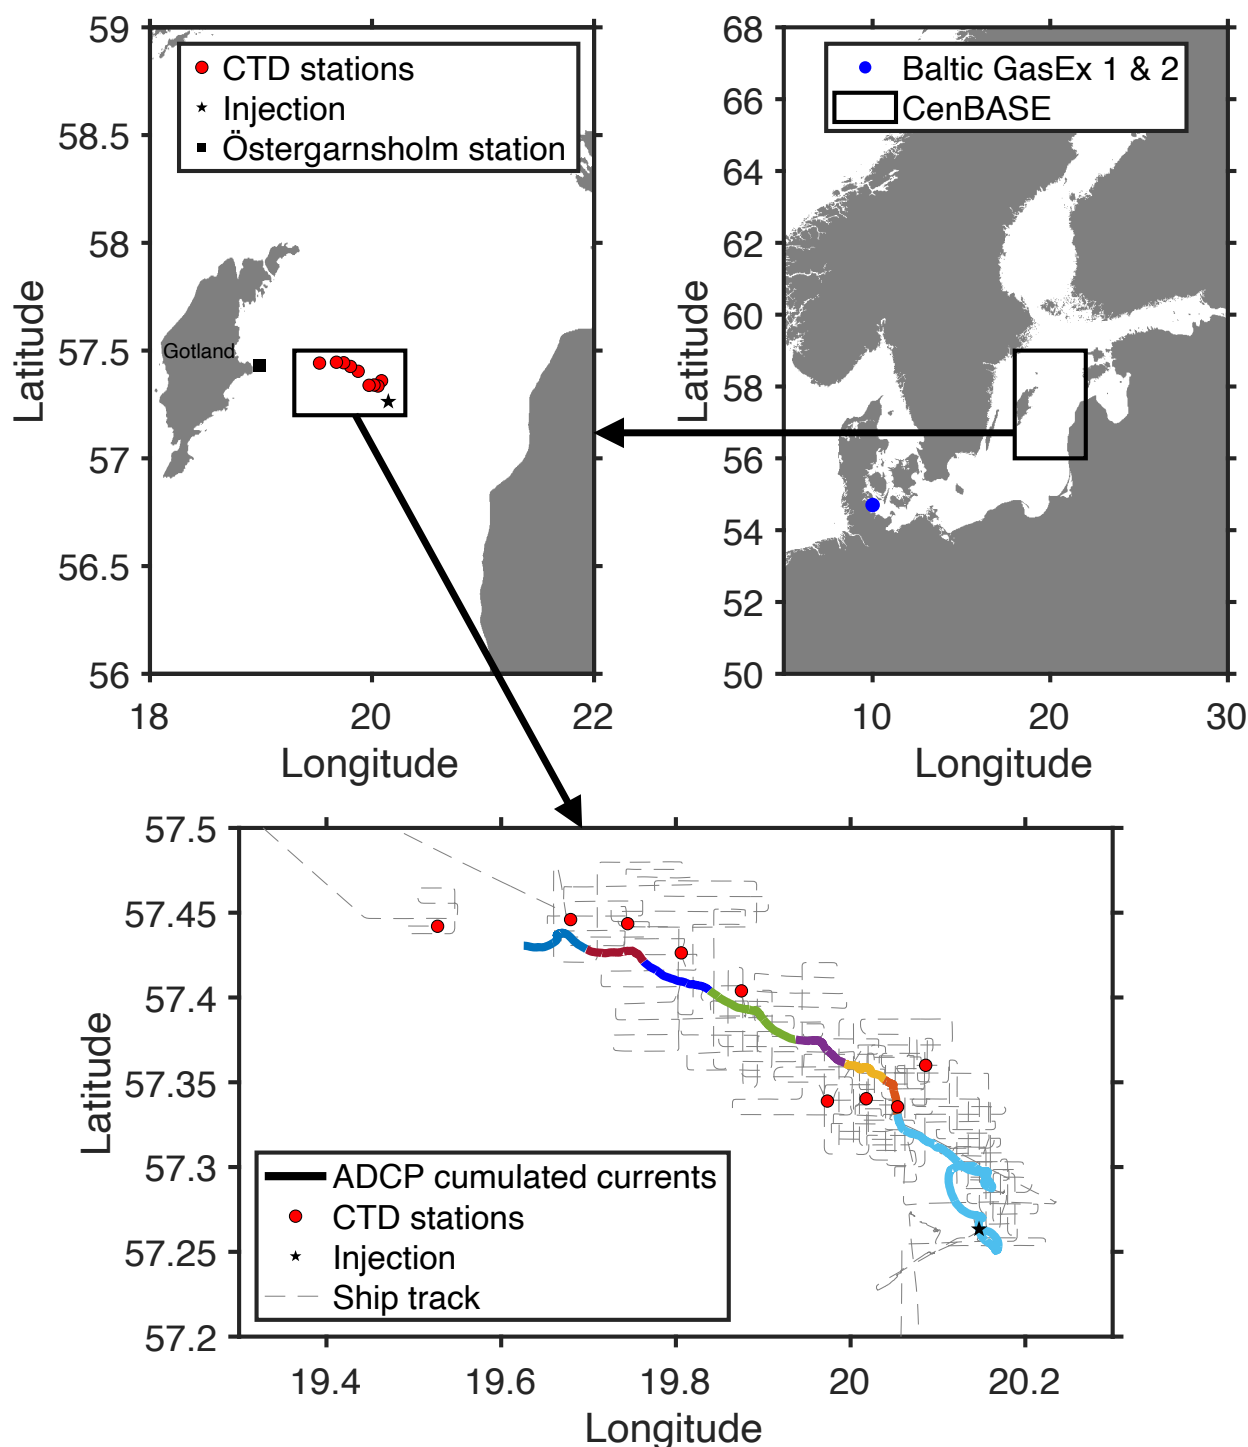 59
58.5
58
57.5
57
56.5
56
Latitude
CTD stations
Injection
Östergarnsholm station
Gotland
18
20
22
Longitude
68
66
64
62
60
58
56
54
52
50
Latitude
Baltic GasEx 1 & 2
CenBASE
10
20
30
Longitude
57.5
57.45
57.4
57.35
57.3
57.25
57.2
Latitude
ADCP cumulated currents
CTD stations
Injection
Ship track
19.4
19.6
19.8
20
20.2
Longitude